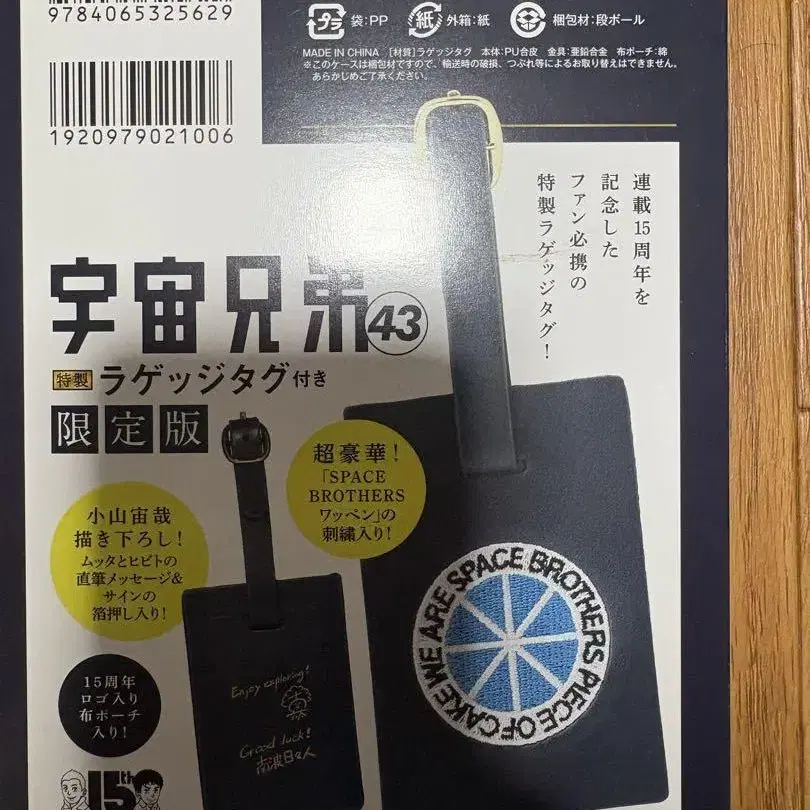 9784065325629
1920979021006
プラ
袋:PP
紙
外箱:紙
梱包材:段ボール
MADE IN CHINA [材質]ラゲッジタグ 本体:PU合皮 金具:亜鉛合金 布ポーチ:綿
※このケースは梱包材ですので、輸送時の破損、つぶれ等によるお取り替えはできません。
あらかじめご了承ください。
連載15周年を
記念した
ファン必携の
特製ラゲッジタグ!
宇宙兄弟43
特製 ラゲッジタグ付き
限定版
超豪華!
「SPACE
BROTHERS
ワッペン」の
刺繍入り!
小山宙哉
描き下ろし!
ムッタとヒビトの
直筆メッセージ&
サインの
箔押し入り!
15周年
ロゴ入り
布ポーチ
入り!
15th
Enjoy exploring!
Good luck!
南波日々人
WE ARE SPACE BROTHERS PIECE OF CAKE